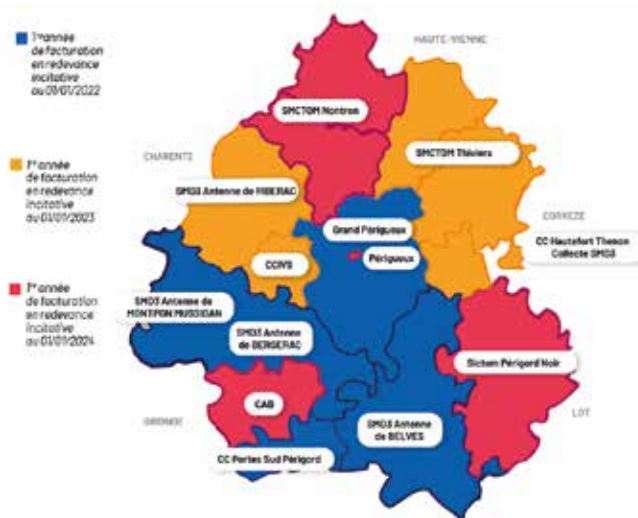 1ère année
de facturation
en redevance
incitative
au 01/01/2022
1e année
de facturation
en redevance
incitative
au 01/01/2023
1e année
de facturation
en redevance
incitative
au 01/01/2024
HAUTE-VIENNE
SMCTOM Nontron
SMCTOM Thiviers
CHARENTE
SMD3 Antenne de RIBERAC
CORREZE
Grand Périgueux
CC Hautefort Thenon
Collecte SMD3
Périgueux
CCIVS
SMD3 Antenne de
MONTPON MUSSIDAN
SMD3 Antenne
de BERGERAC
Sictom Périgord Noir
CAB
GIRONDE
LOT
SMD3 Antenne
de BELVES
CC Portes Sud Périgord